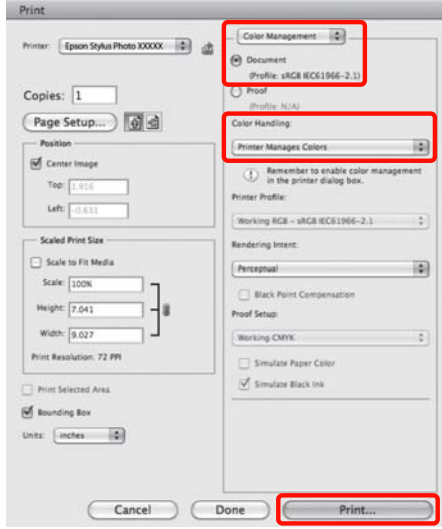 Print
Printer: Epson Stylus Photo XXXXX
Copies: 1
Page Setup...
Position
Center Image
Top: 1.916
Left: -0.631
Scaled Print Size
Scale to Fit Media
Scale: 100%
Height: 7.041
Width: 9.027
Print Resolution: 72 PPI
Print Selected Area
Bounding Box
Units: inches
Color Management
Document
(Profile: sRGB IEC61966-2.1)
Proof
(Profile: N/A)
Color Handling:
Printer Manages Colors
Remember to enable color management
in the printer dialog box.
Printer Profile:
Working RGB - sRGB IEC61966-2.1
Rendering Intent:
Perceptual
Black Point Compensation
Proof Setup:
Working CMYK
Simulate Paper Color
Simulate Black Ink
Cancel
Done
Print...